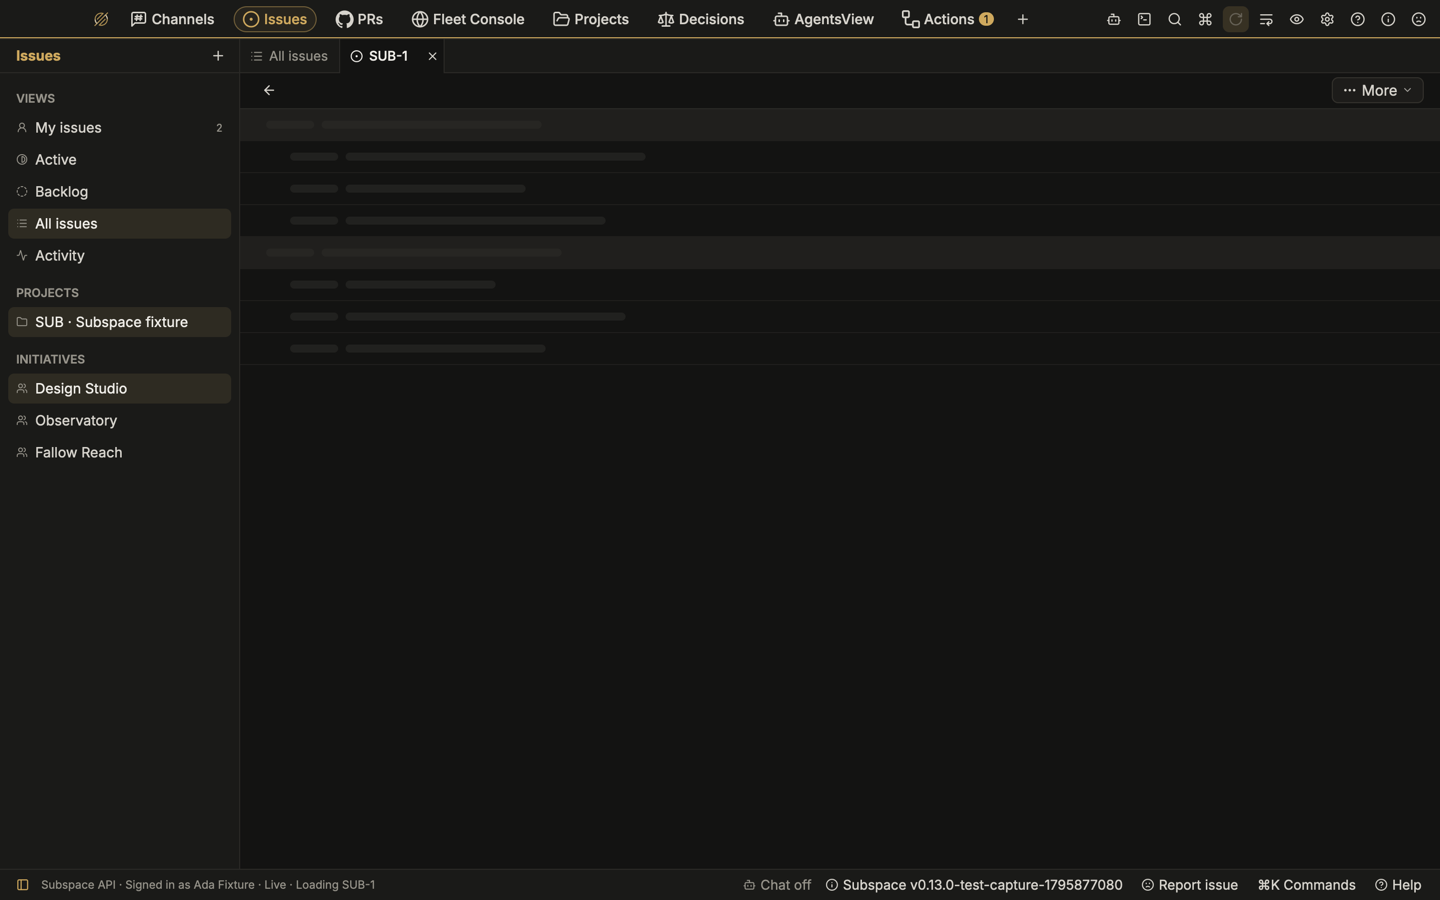 Channels Issues PRs Fleet Console Projects Decisions AgentsView Actions 1
Issues
All issues SUB-1
More
VIEWS
My issues 2
Active
Backlog
All issues
Activity
PROJECTS
SUB · Subspace fixture
INITIATIVES
Design Studio
Observatory
Fallow Reach
Subspace API · Signed in as Ada Fixture · Live · Loading SUB-1
Chat off Subspace v0.13.0-test-capture-1795877080 Report issue ⌘K Commands Help